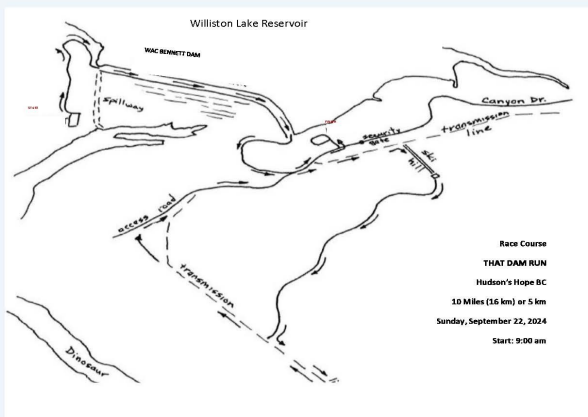 Williston Lake Reservoir
WAC BENNETT DAM
spillway
Canyon Dr.
transmission
line
security
gate
ski
hill
access road
transmission
Dinosaur
Race Course
THAT DAM RUN
Hudson's Hope BC
10 Miles (16 km) or 5 km
Sunday, September 22, 2024
Start: 9:00 am